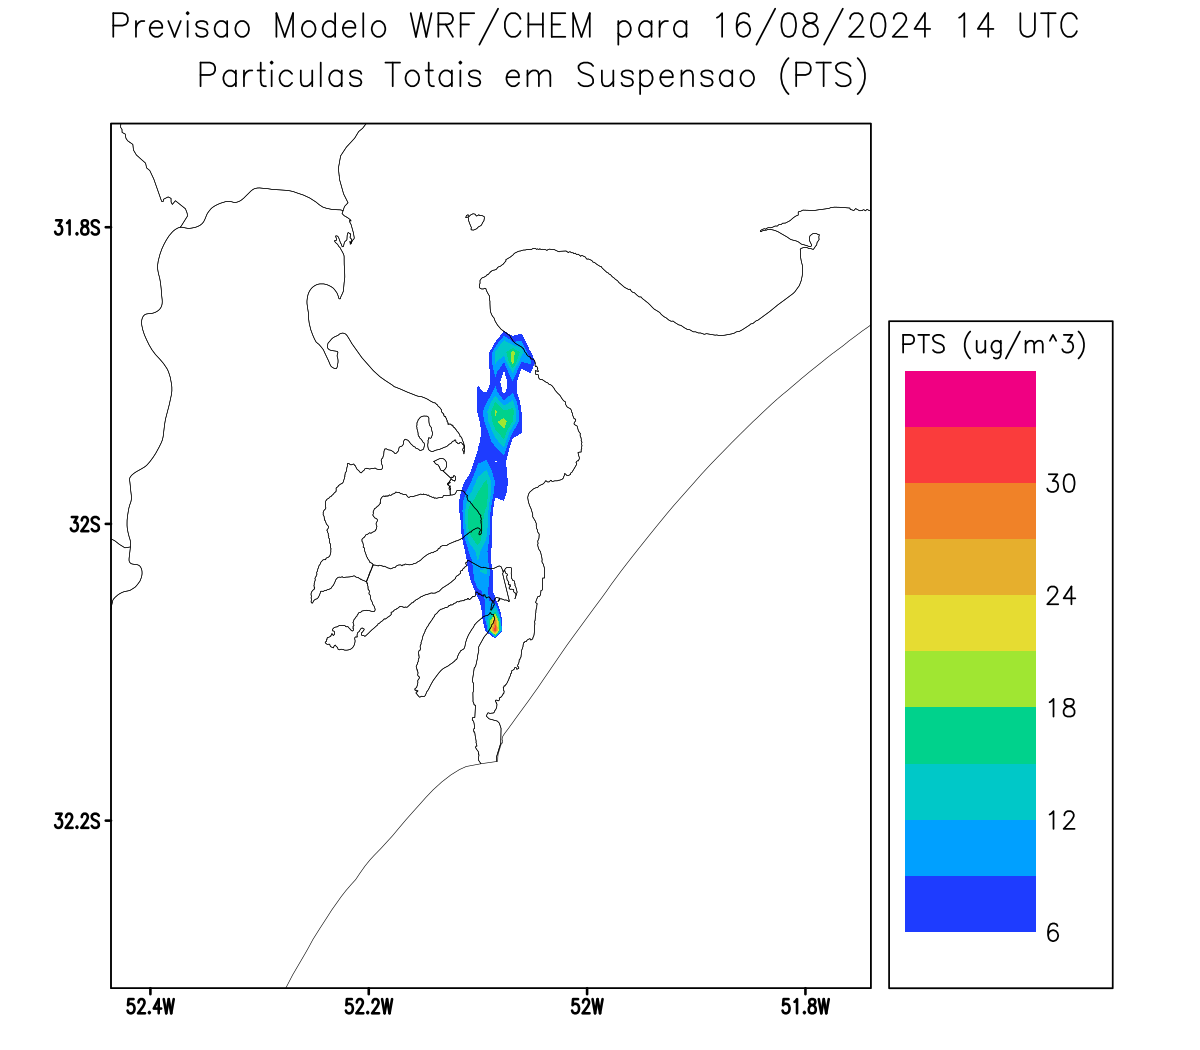 Previsao Modelo WRF/CHEM para 16/08/2024 14 UTC
Particulas Totais em Suspensao (PTS)
31.8S
32S
32.2S
52.4W
52.2W
52W
51.8W
PTS (ug/m^3)
30
24
18
12
6